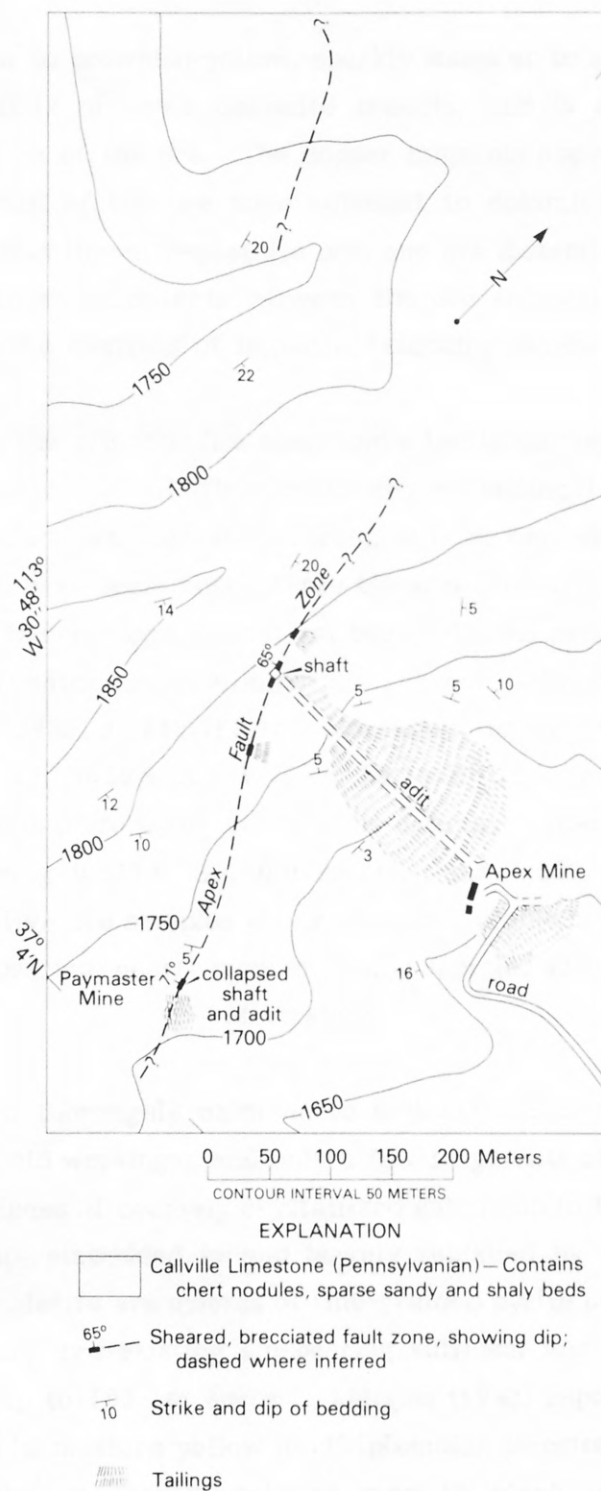 ?
?
20
N
1750
22
1800
?
?
?
20
Zone
113°
30'48"
W
14
5
65°
shaft
1850
5
5
10
Fault
5
adit
12
10
3
1800
Apex Mine
Apex
1750
37°
4'N
5
71°
16
Paymaster
Mine
collapsed
shaft
and adit
road
1700
?
1650
0 50 100 150 200 Meters
CONTOUR INTERVAL 50 METERS
EXPLANATION
Callville Limestone (Pennsylvanian)—Contains
chert nodules, sparse sandy and shaly beds
65°
Sheared, brecciated fault zone, showing dip;
dashed where inferred
10
Strike and dip of bedding
Tailings